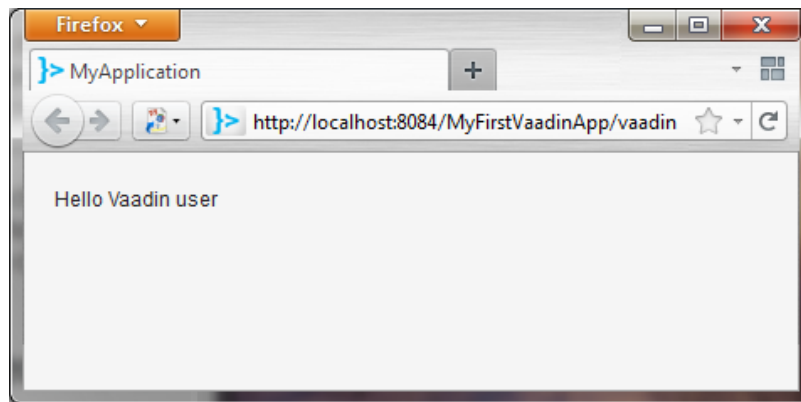 Firefox
}> MyApplication
}> http://localhost:8084/MyFirstVaadinApp/vaadin
Hello Vaadin user